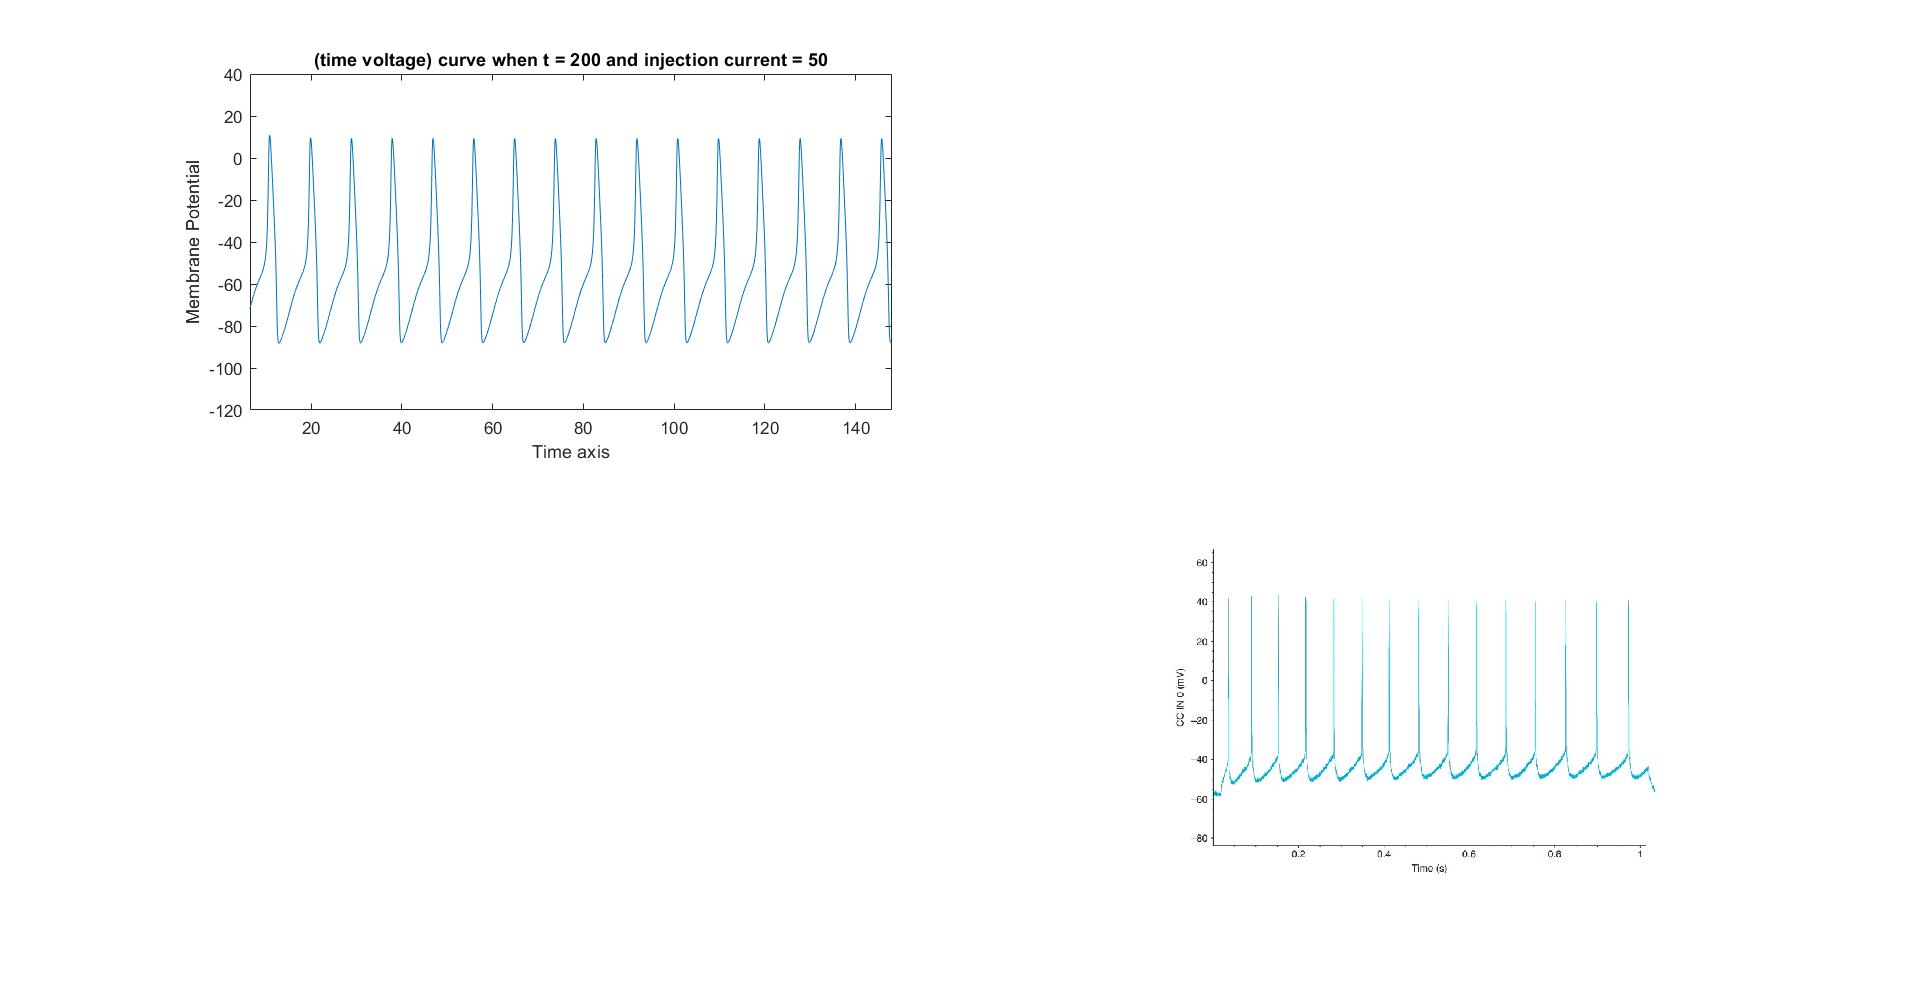 (time voltage) curve when t = 200 and injection current = 50
40
20
0
-20
-40
-60
-80
-100
-120
Membrane Potential
20 40 60 80 100 120 140
Time axis
60
40
20
0
−20
−40
−60
−80
CC IN 0 (mV)
0.2 0.4 0.6 0.8 1
Time (s)